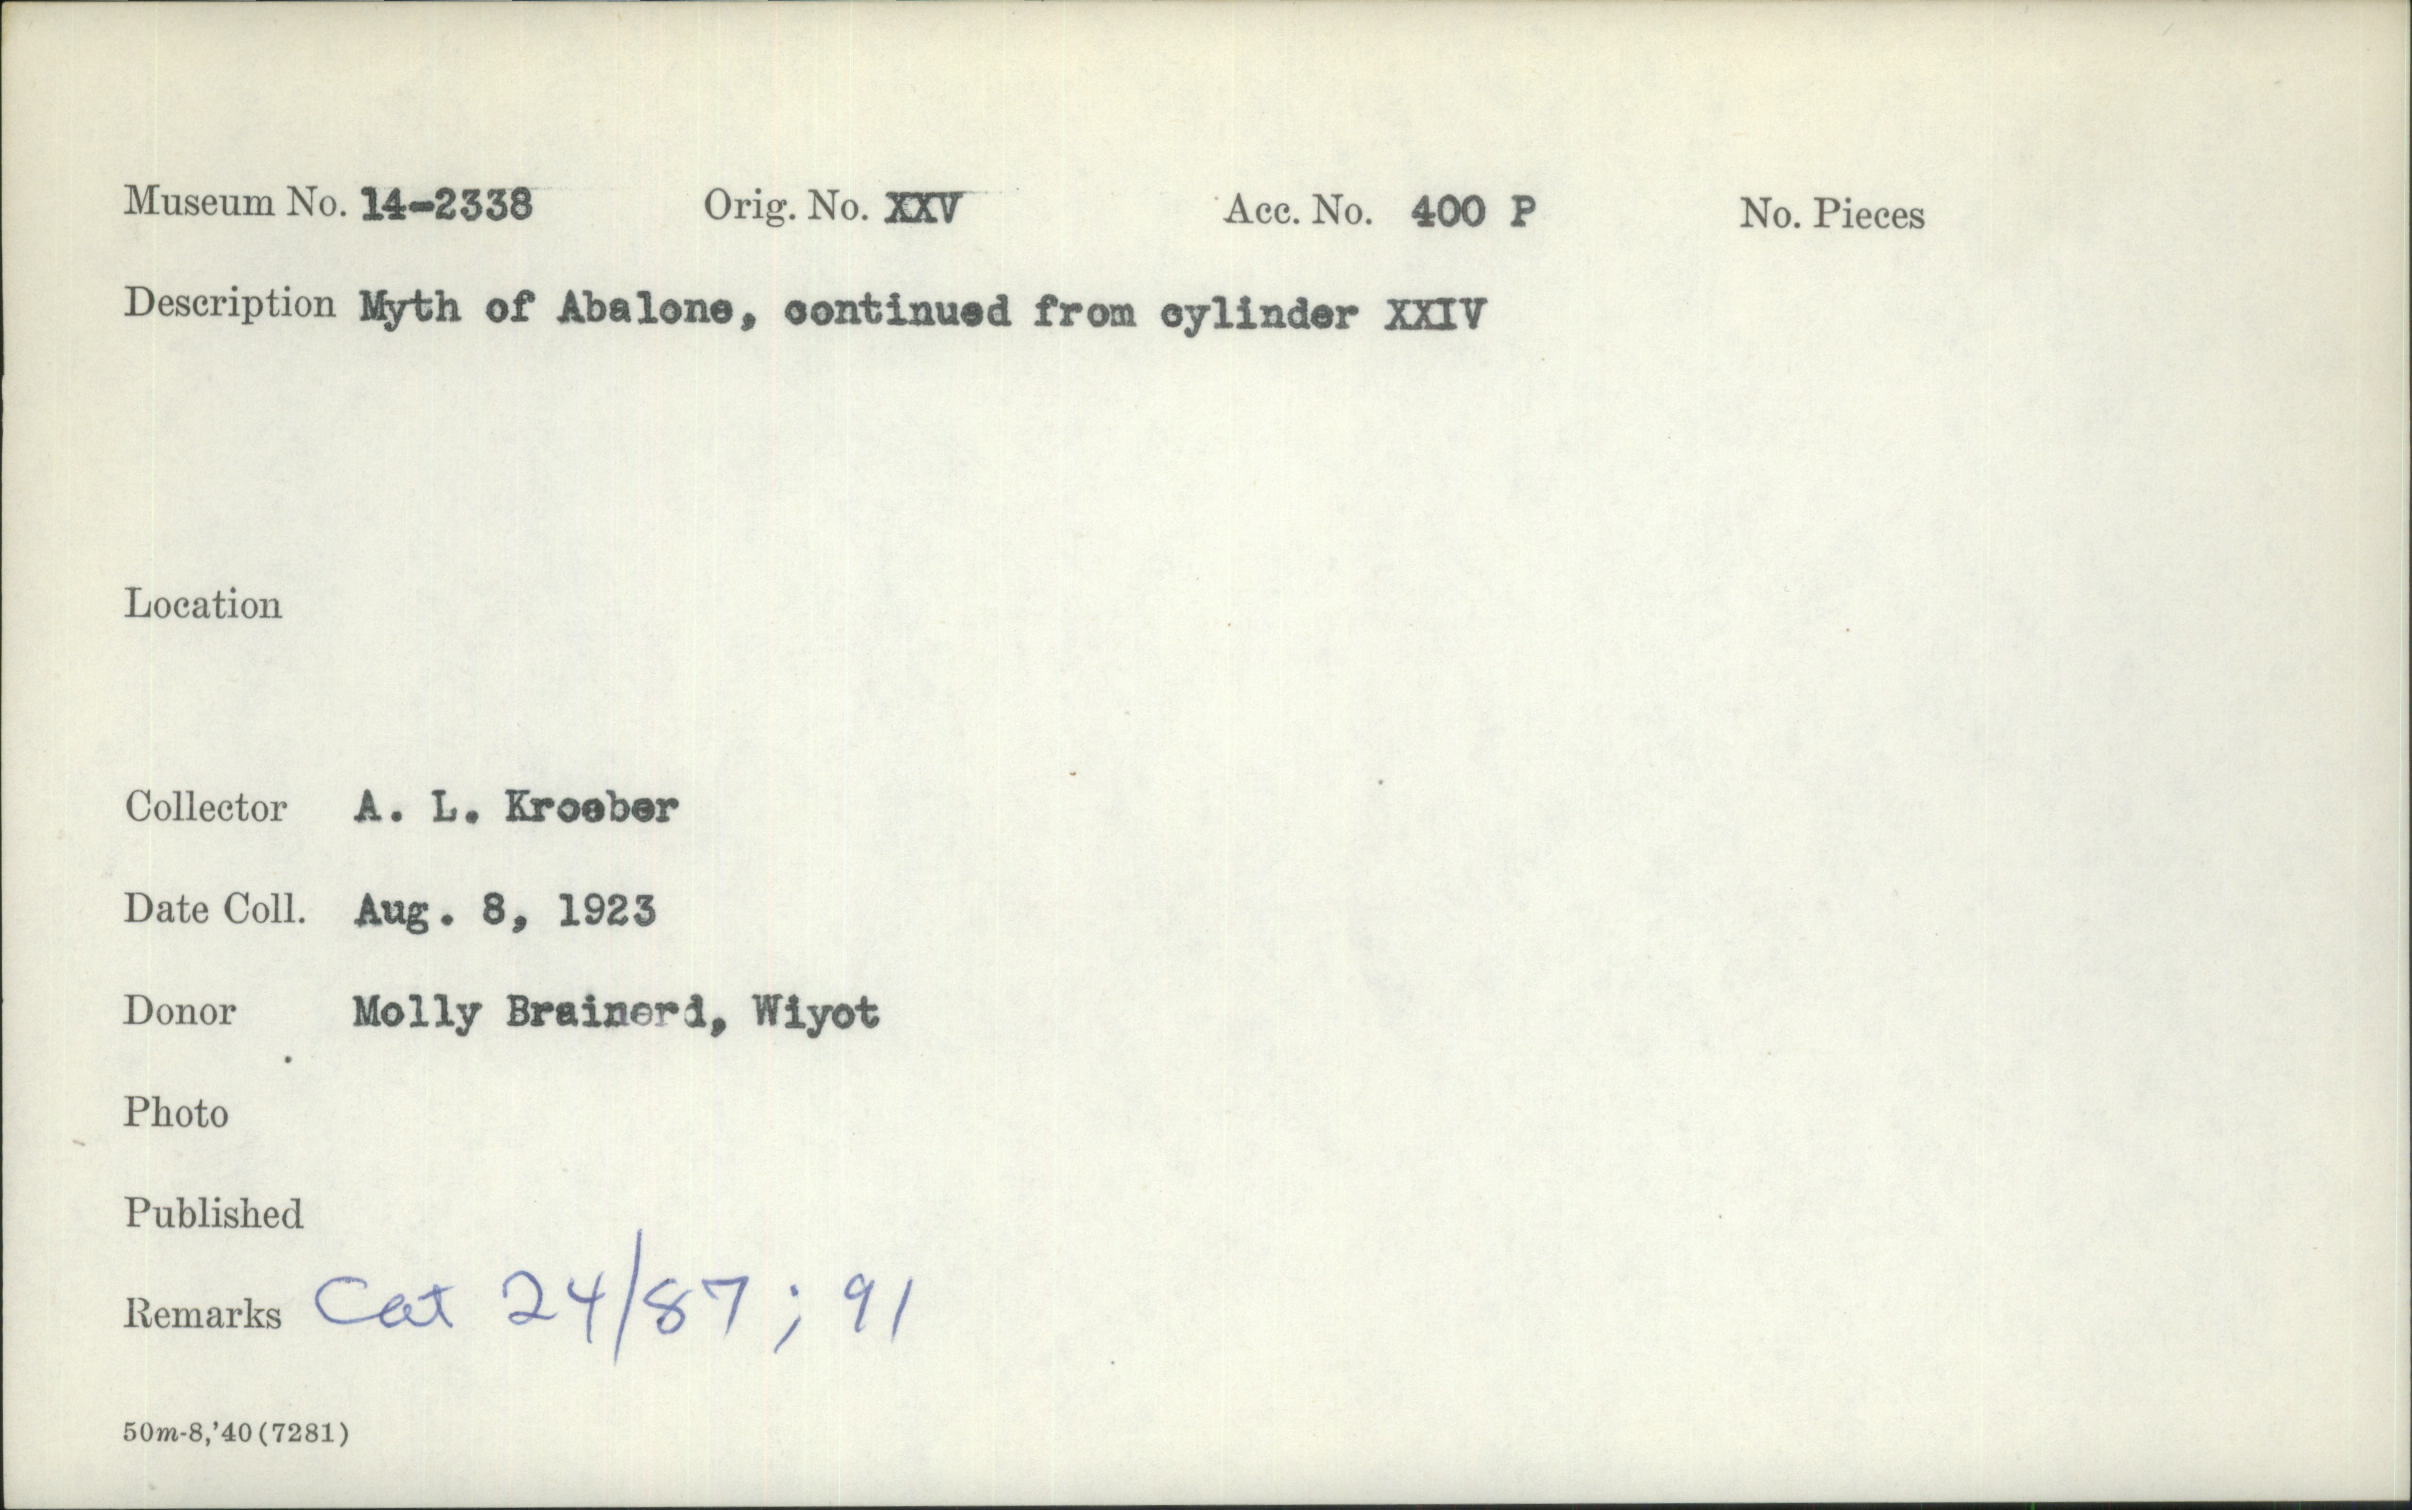 Museum No. 14-2338 Orig. No. XXV Acc. No. 400 P No. Pieces
Description Myth of Abalone, continued from cylinder XXIV
Location
Collector A. L. Kroeber
Date Coll. Aug. 8, 1923
Donor Molly Brainerd, Wiyot
Photo
Published
Remarks Cat 24/87; 91
50m-8,'40(7281)